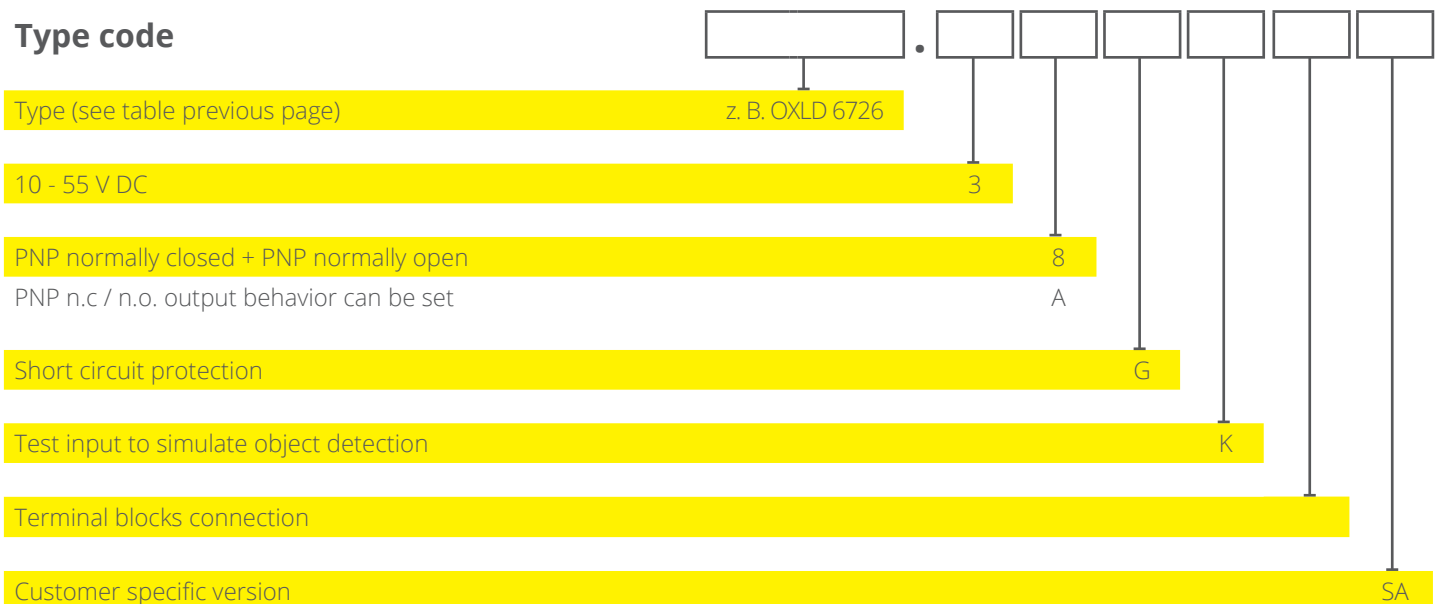 Type code .
Type (see table previous page) z. B. OXLD 6726
10 - 55 V DC 3
PNP normally closed + PNP normally open 8
PNP n.c / n.o. output behavior can be set A
Short circuit protection G
Test input to simulate object detection K
Terminal blocks connection
Customer specific version SA